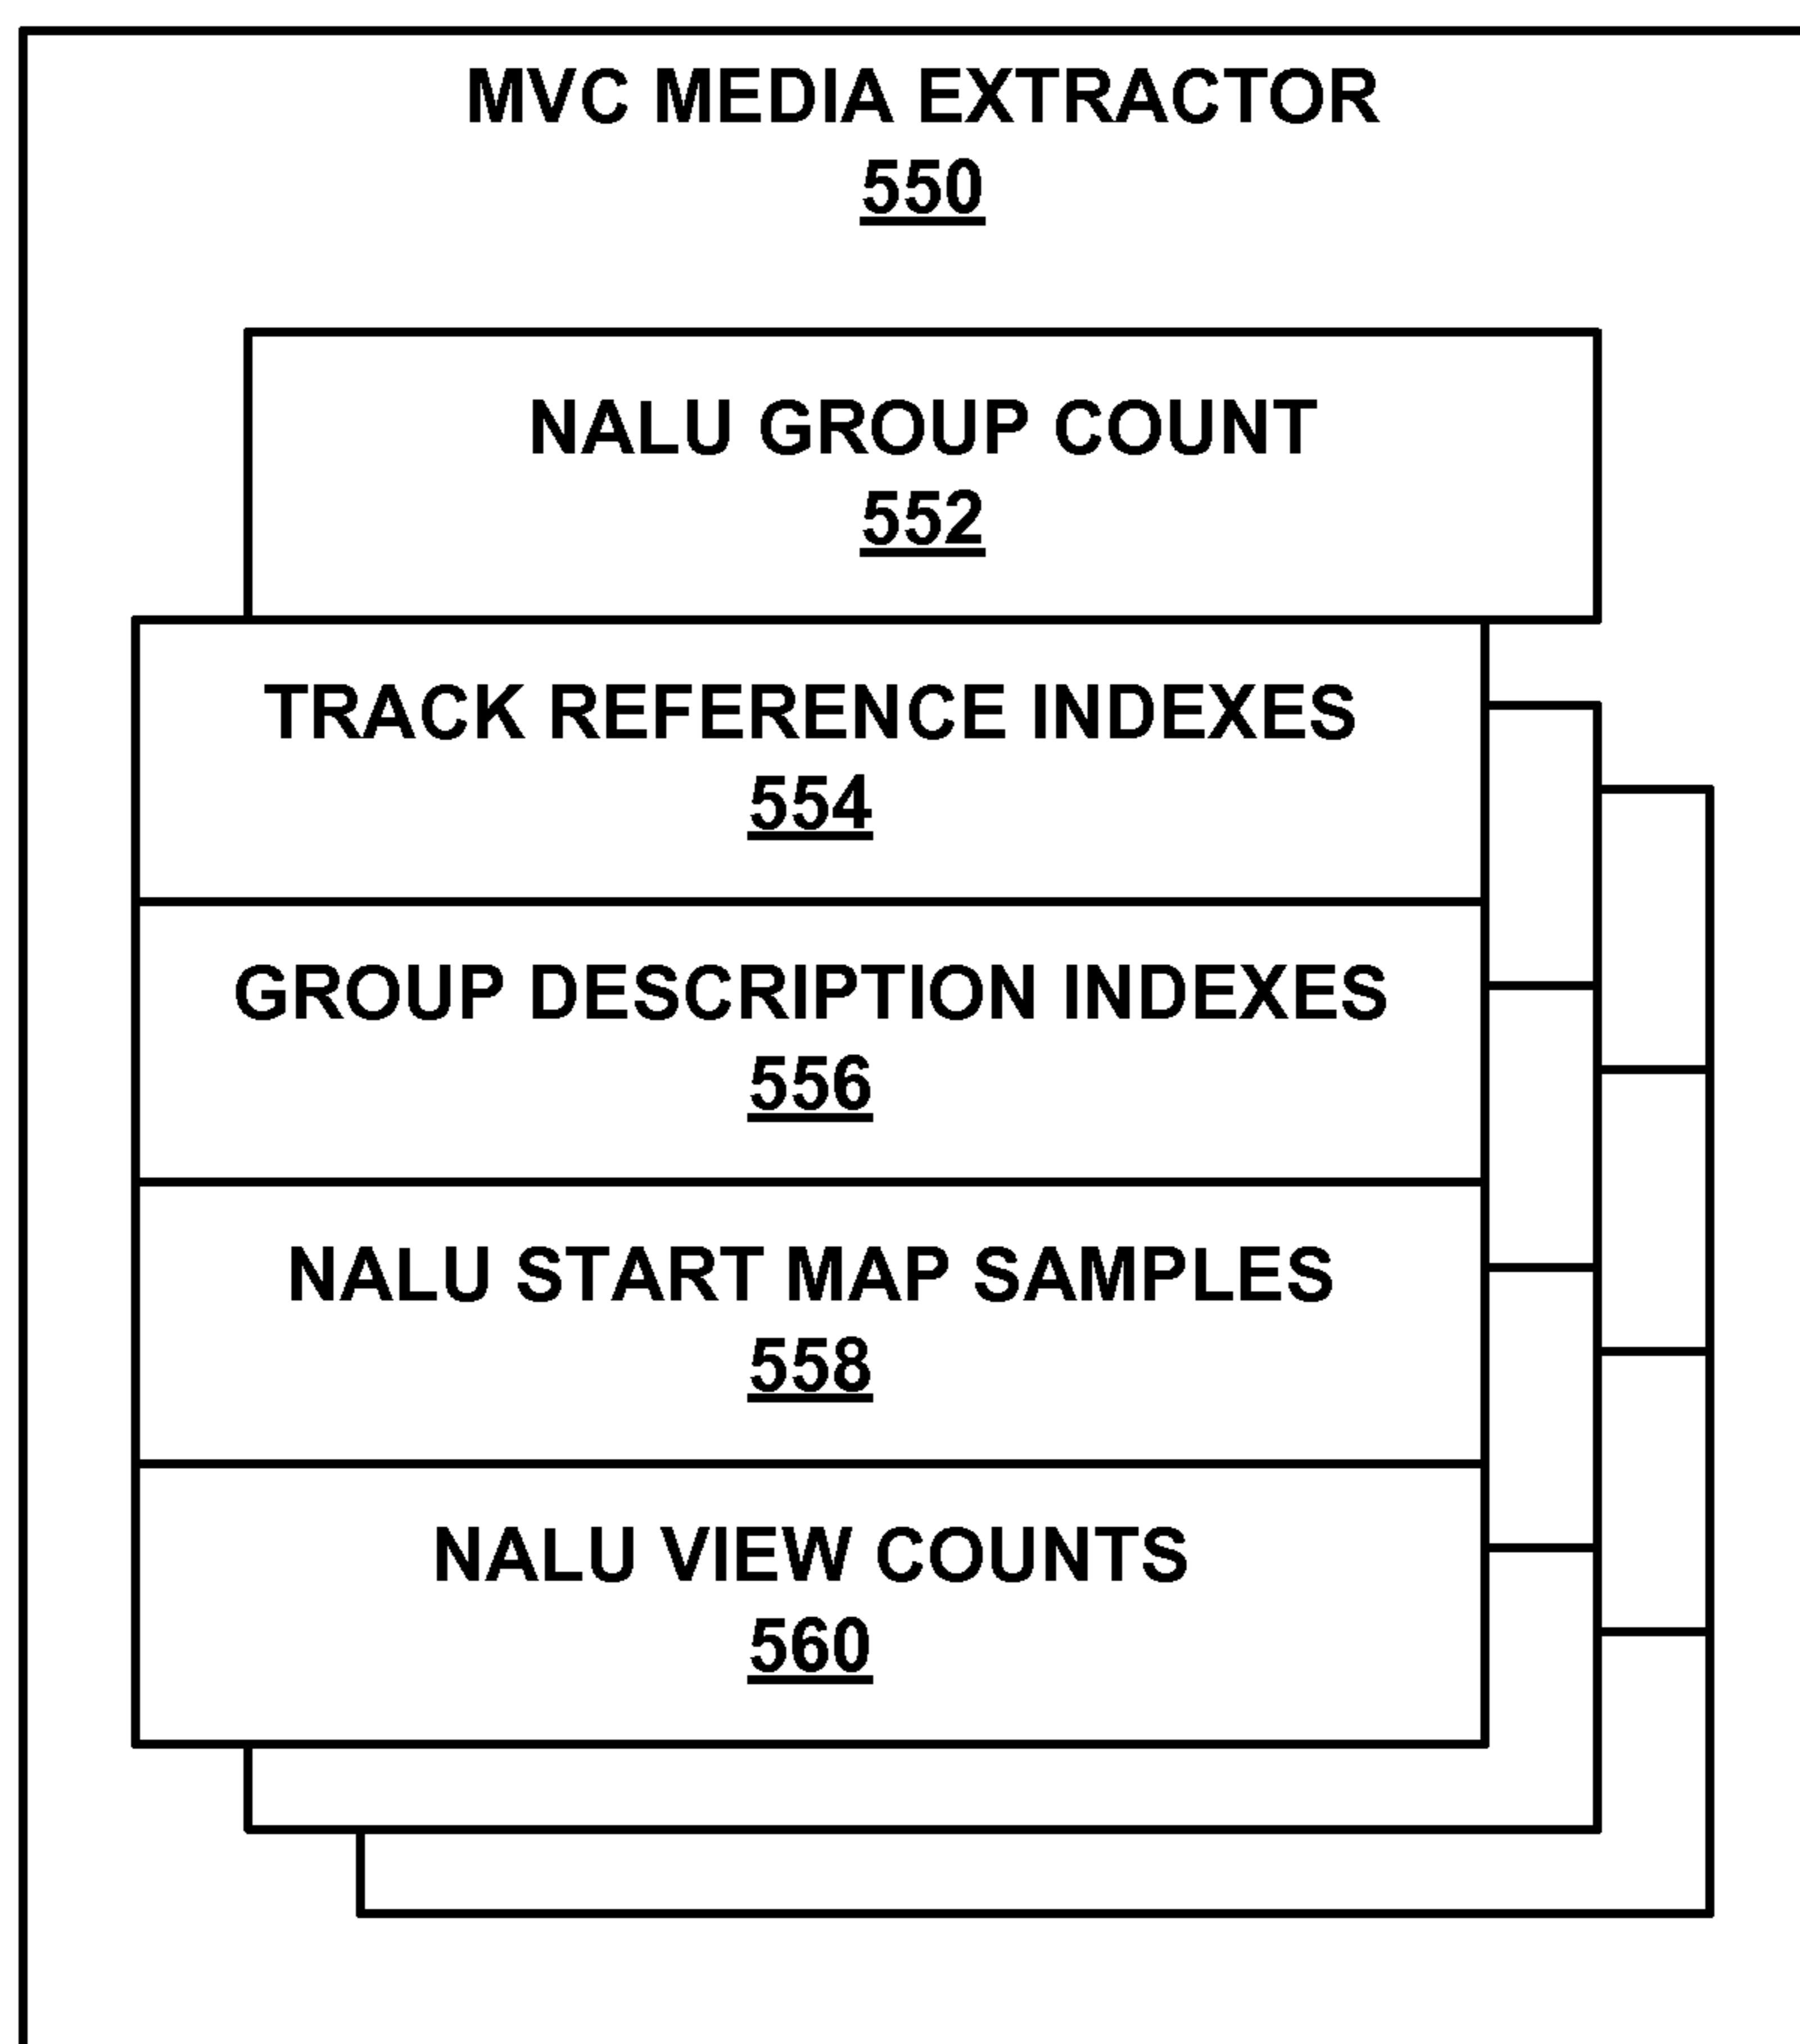 MVC MEDIA EXTRACTOR
550
NALU GROUP COUNT
552
TRACK REFERENCE INDEXES
554
GROUP DESCRIPTION INDEXES
556
NALU START MAP SAMPLES
558
NALU VIEW COUNTS
560